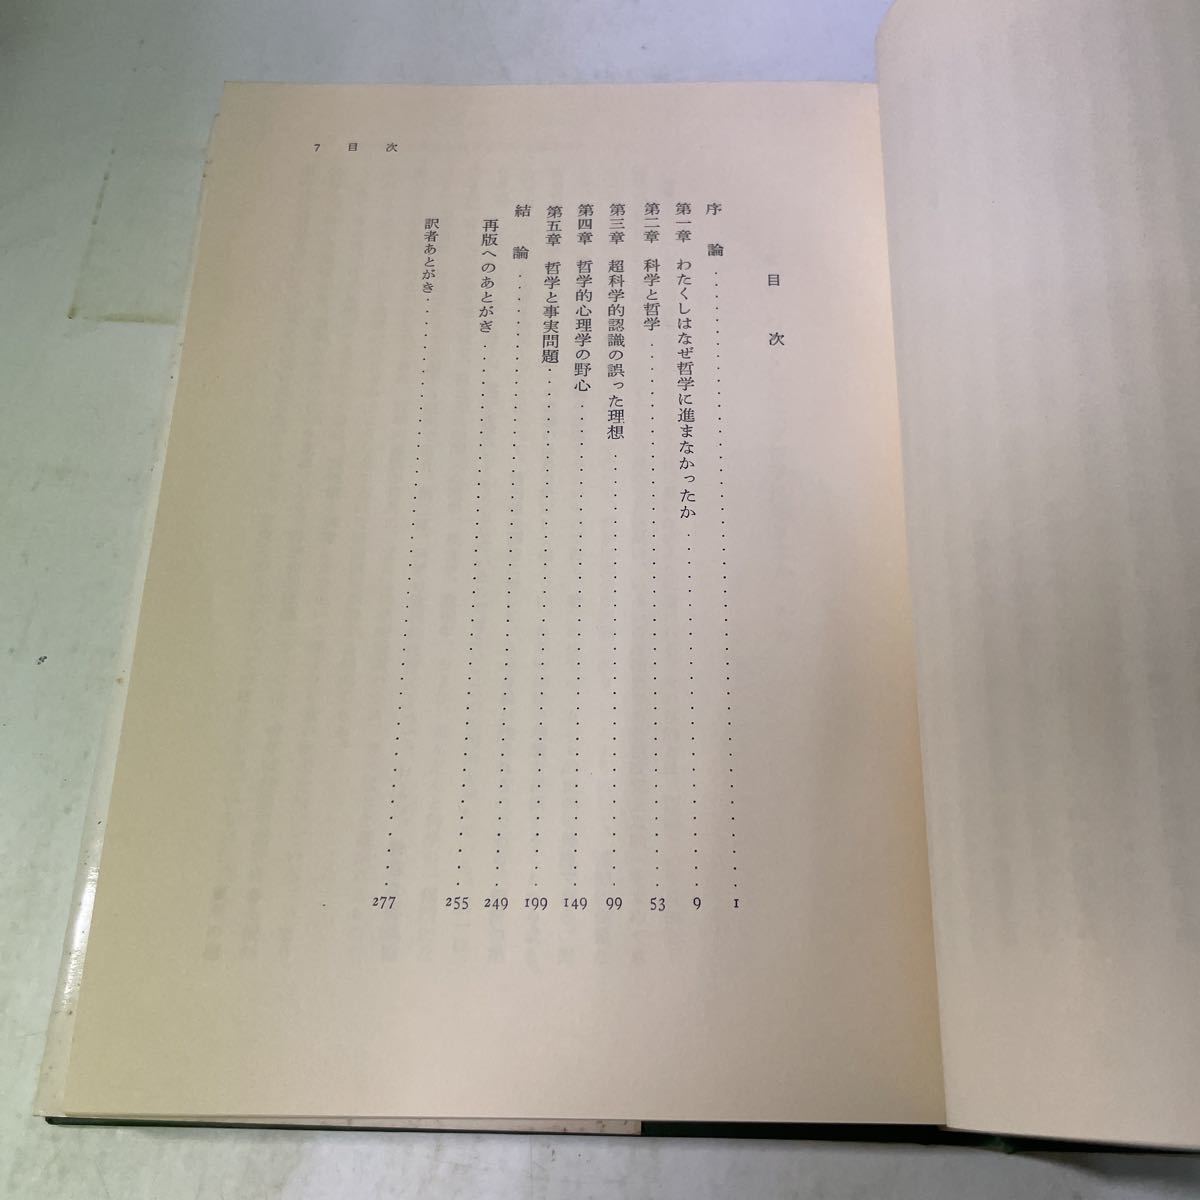 目次
序論 1
第一章 わたくしはなぜ哲学に進まなかったか 9
第二章 科学と哲学 53
第三章 超科学的認識の誤った理想 99
第四章 哲学的心理学の野心 149
第五章 哲学と事実問題 199
結論 249
再版へのあとがき 255
訳者あとがき 277
7 目次